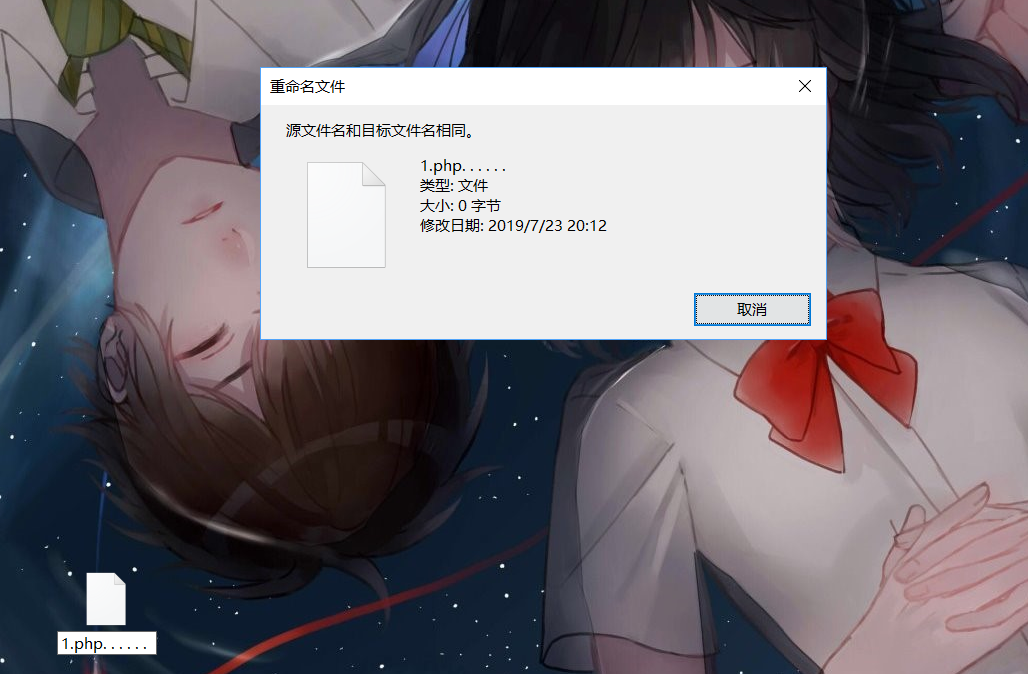 重命名文件
源文件名和目标文件名相同。
1.php. . . . . .
类型: 文件
大小: 0 字节
修改日期: 2019/7/23 20:12
取消
1.php. . . . . .